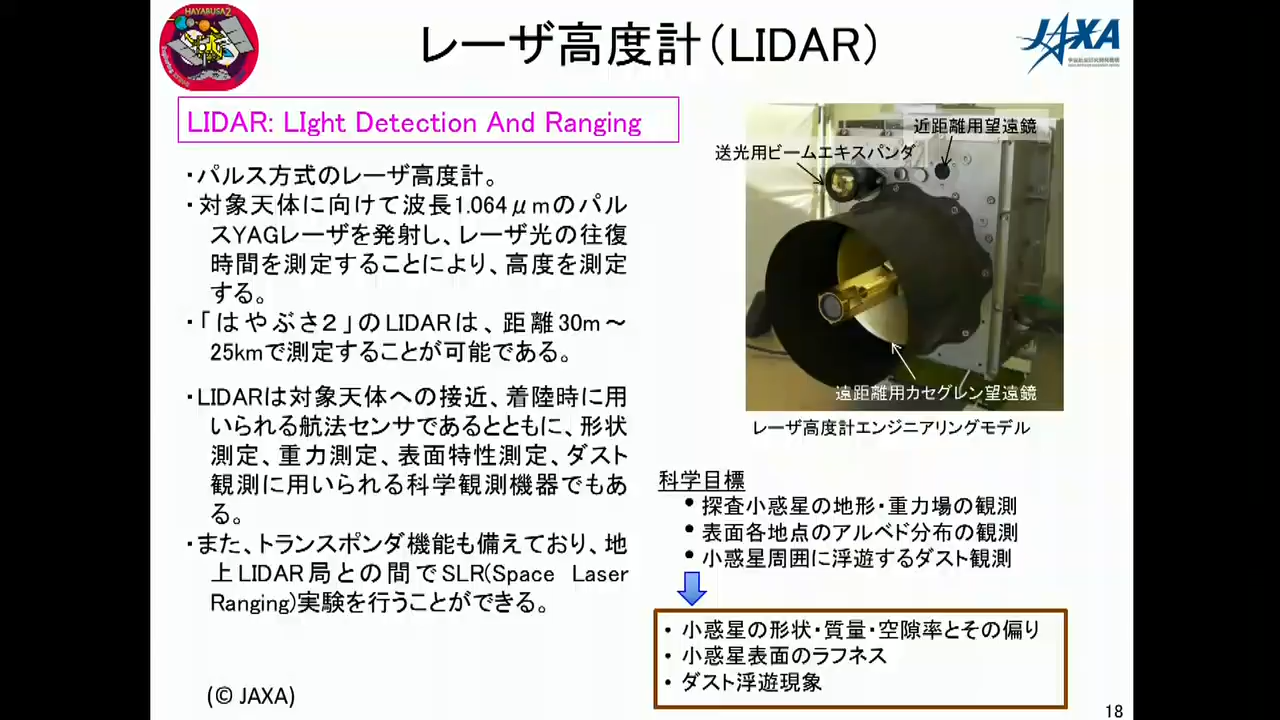 HAYABUSA2
レーザ高度計(LIDAR)
JAXA
LIDAR: LIght Detection And Ranging
・パルス方式のレーザ高度計。
・対象天体に向けて波長1.064μmのパル
スYAGレーザを発射し、レーザ光の往復
時間を測定することにより、高度を測定
する。
・「はやぶさ2」のLIDARは、距離30m～
25kmで測定することが可能である。
・LIDARは対象天体への接近、着陸時に用
いられる航法センサであるとともに、形状
測定、重力測定、表面特性測定、ダスト
観測に用いられる科学観測機器でもあ
る。
・また、トランスポンダ機能も備えており、地
上LIDAR局との間でSLR(Space Laser
Ranging)実験を行うことができる。
(© JAXA)
近距離用望遠鏡
送光用ビームエキスパンダ
遠距離用カセグレン望遠鏡
レーザ高度計エンジニアリングモデル
科学目標
• 探査小惑星の地形・重力場の観測
• 表面各地点のアルベド分布の観測
• 小惑星周囲に浮遊するダスト観測
• 小惑星の形状・質量・空隙率とその偏り
• 小惑星表面のラフネス
• ダスト浮遊現象
18